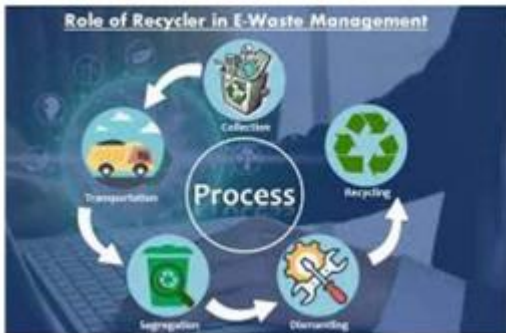 Role of Recycler in E-Waste Management
Collection
Transportation
Process
Recycling
Segregation
Dismantling